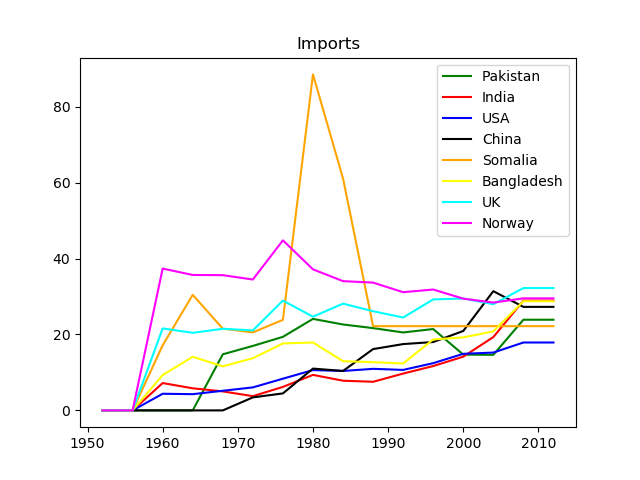 Imports
Pakistan
India
USA
China
Somalia
Bangladesh
UK
Norway
80
60
40
20
0
1950 1960 1970 1980 1990 2000 2010